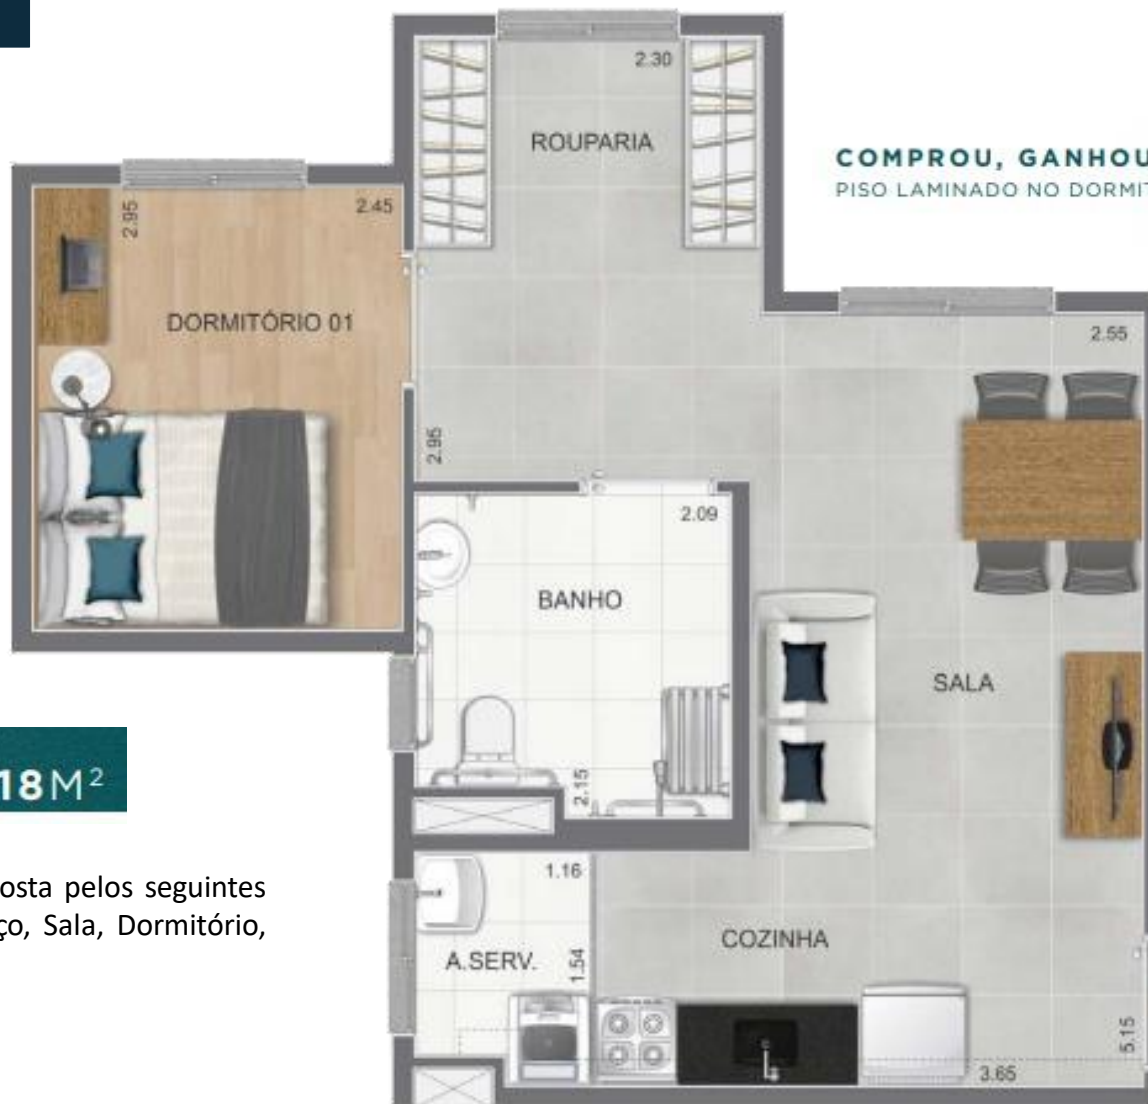 2.30
ROUPARIA
COMPROU, GANHOU
PISO LAMINADO NO DORMIT
2.95
2.45
DORMITÓRIO 01
2.55
2.95
2.09
BANHO
SALA
2.15
18M²
osta pelos seguintes
ço, Sala, Dormitório,
1.16
A.SERV.
1.54
COZINHA
5.15
3.65